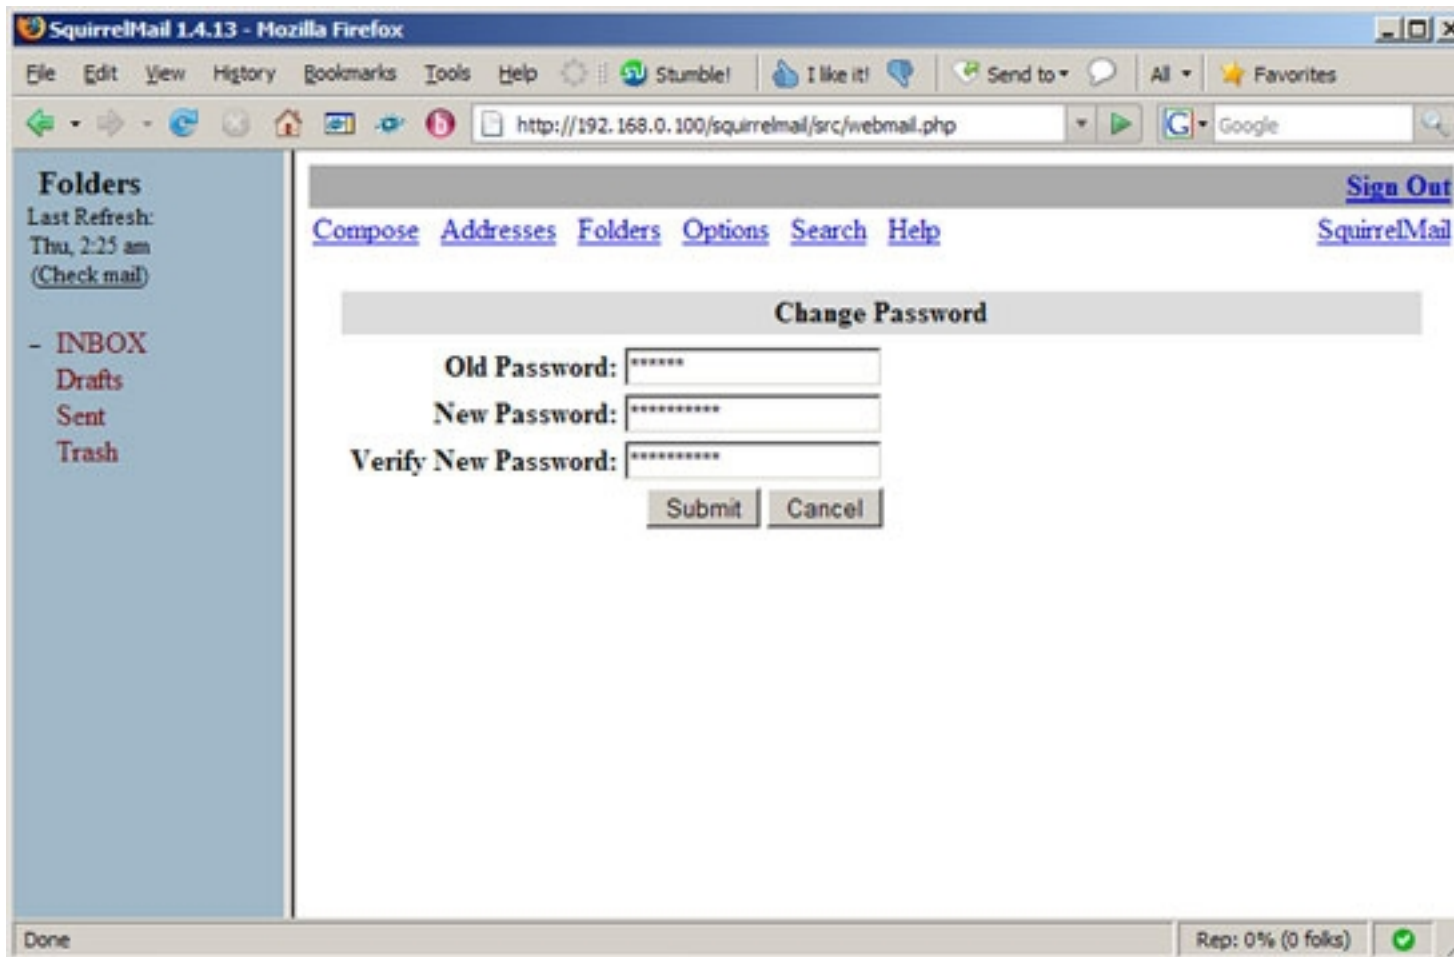 SquirrelMail 1.4.13 - Mozilla Firefox
File Edit View History Bookmarks Tools Help Stumble! I like it! Send to All Favorites
http://192.168.0.100/squirrelmail/src/webmail.php G Google
Folders
Last Refresh:
Thu, 2:25 am
(Check mail)
– INBOX
Drafts
Sent
Trash
Sign Out
Compose Addresses Folders Options Search Help SquirrelMail
Change Password
Old Password: ******
New Password: **********
Verify New Password: **********
Submit Cancel
Done Rep: 0% (0 folks)